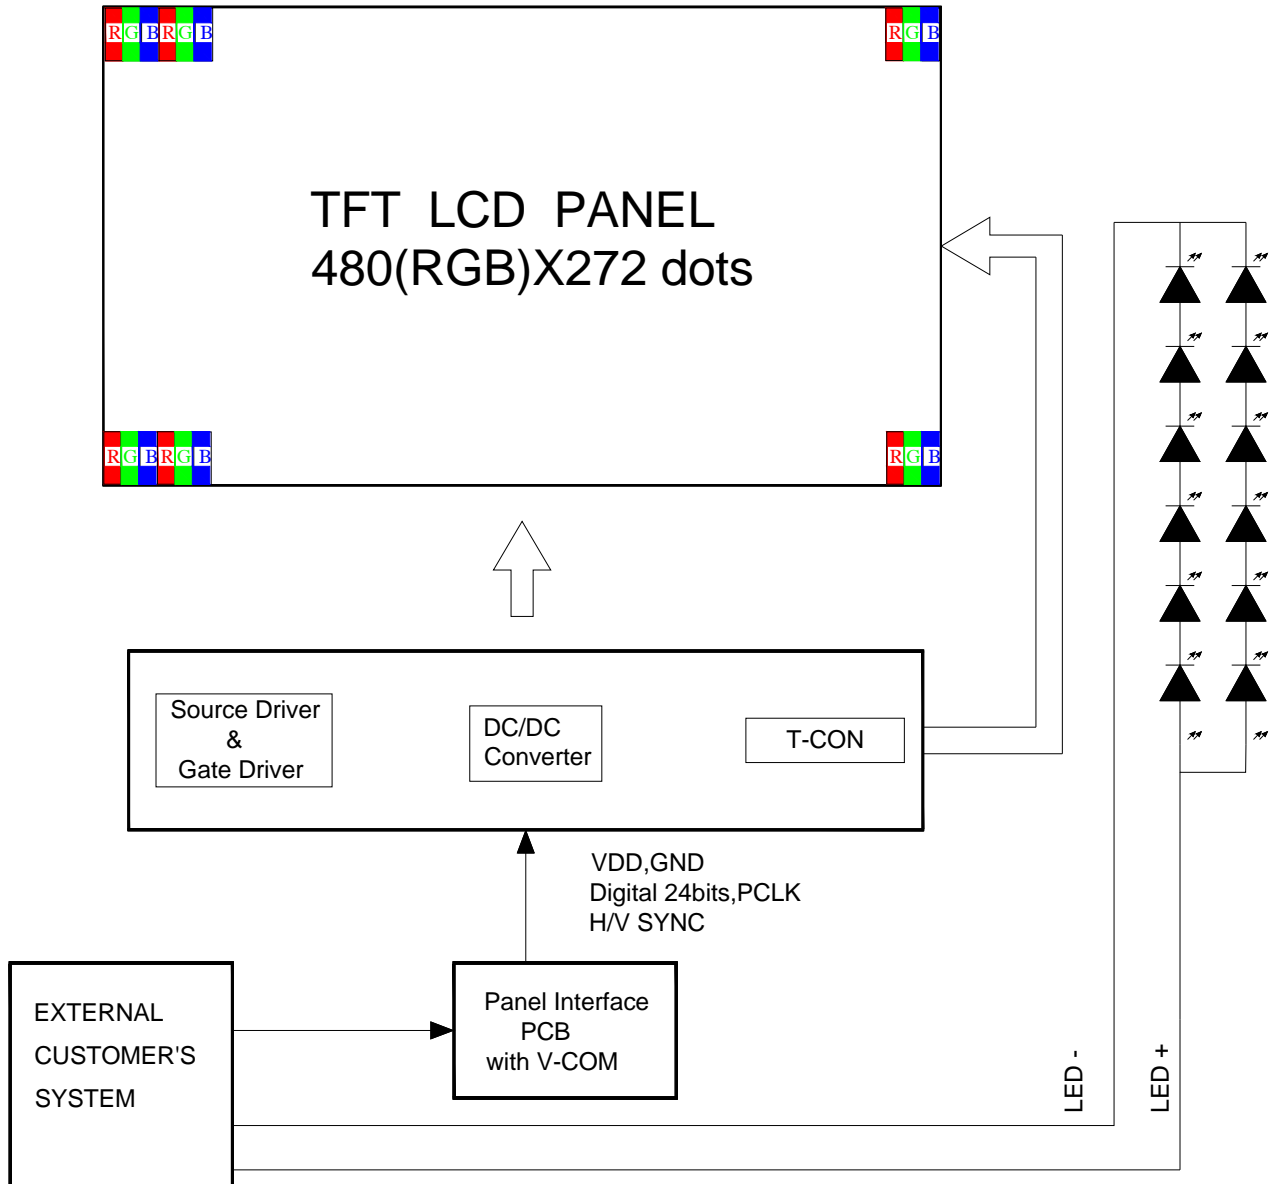 RGBRGB RGB
TFT LCD PANEL
480(RGB)X272 dots
RGBRGB RGB
Source Driver
&
Gate Driver
DC/DC
Converter
T-CON
VDD,GND
Digital 24bits,PCLK
H/V SYNC
EXTERNAL
CUSTOMER'S
SYSTEM
Panel Interface
PCB
with V-COM
LED -
LED +